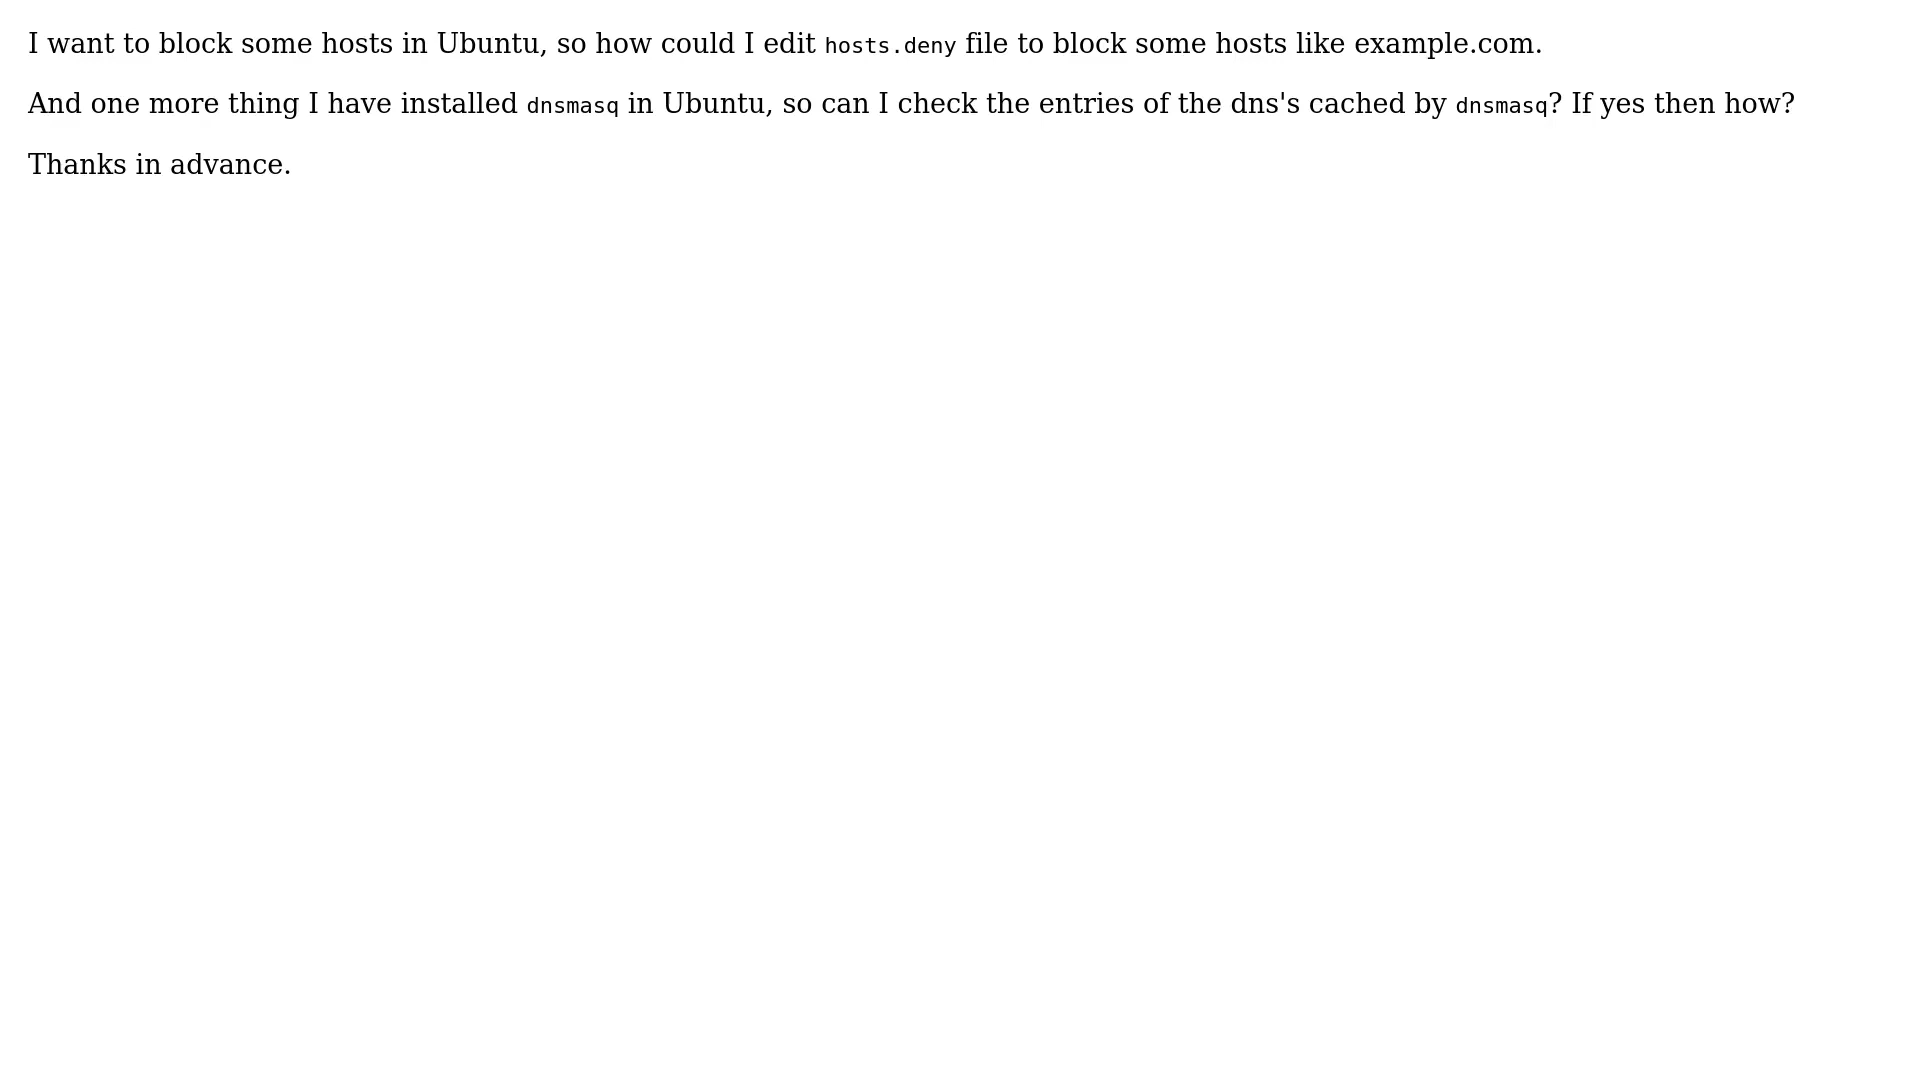 I want to block some hosts in Ubuntu, so how could I edit hosts.deny file to block some hosts like example.com.
And one more thing I have installed dnsmasq in Ubuntu, so can I check the entries of the dns's cached by dnsmasq? If yes then how?
Thanks in advance.